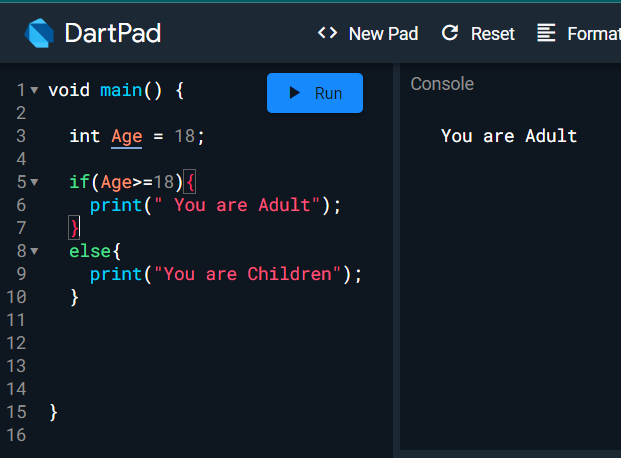 DartPad
<> New Pad
Reset
Format
Run
Console
1 void main() {
2
3 int Age = 18;
4
5 if(Age>=18){
6 print(" You are Adult");
7 }
8 else{
9 print("You are Children");
10 }
11
12
13
14
15 }
16
You are Adult